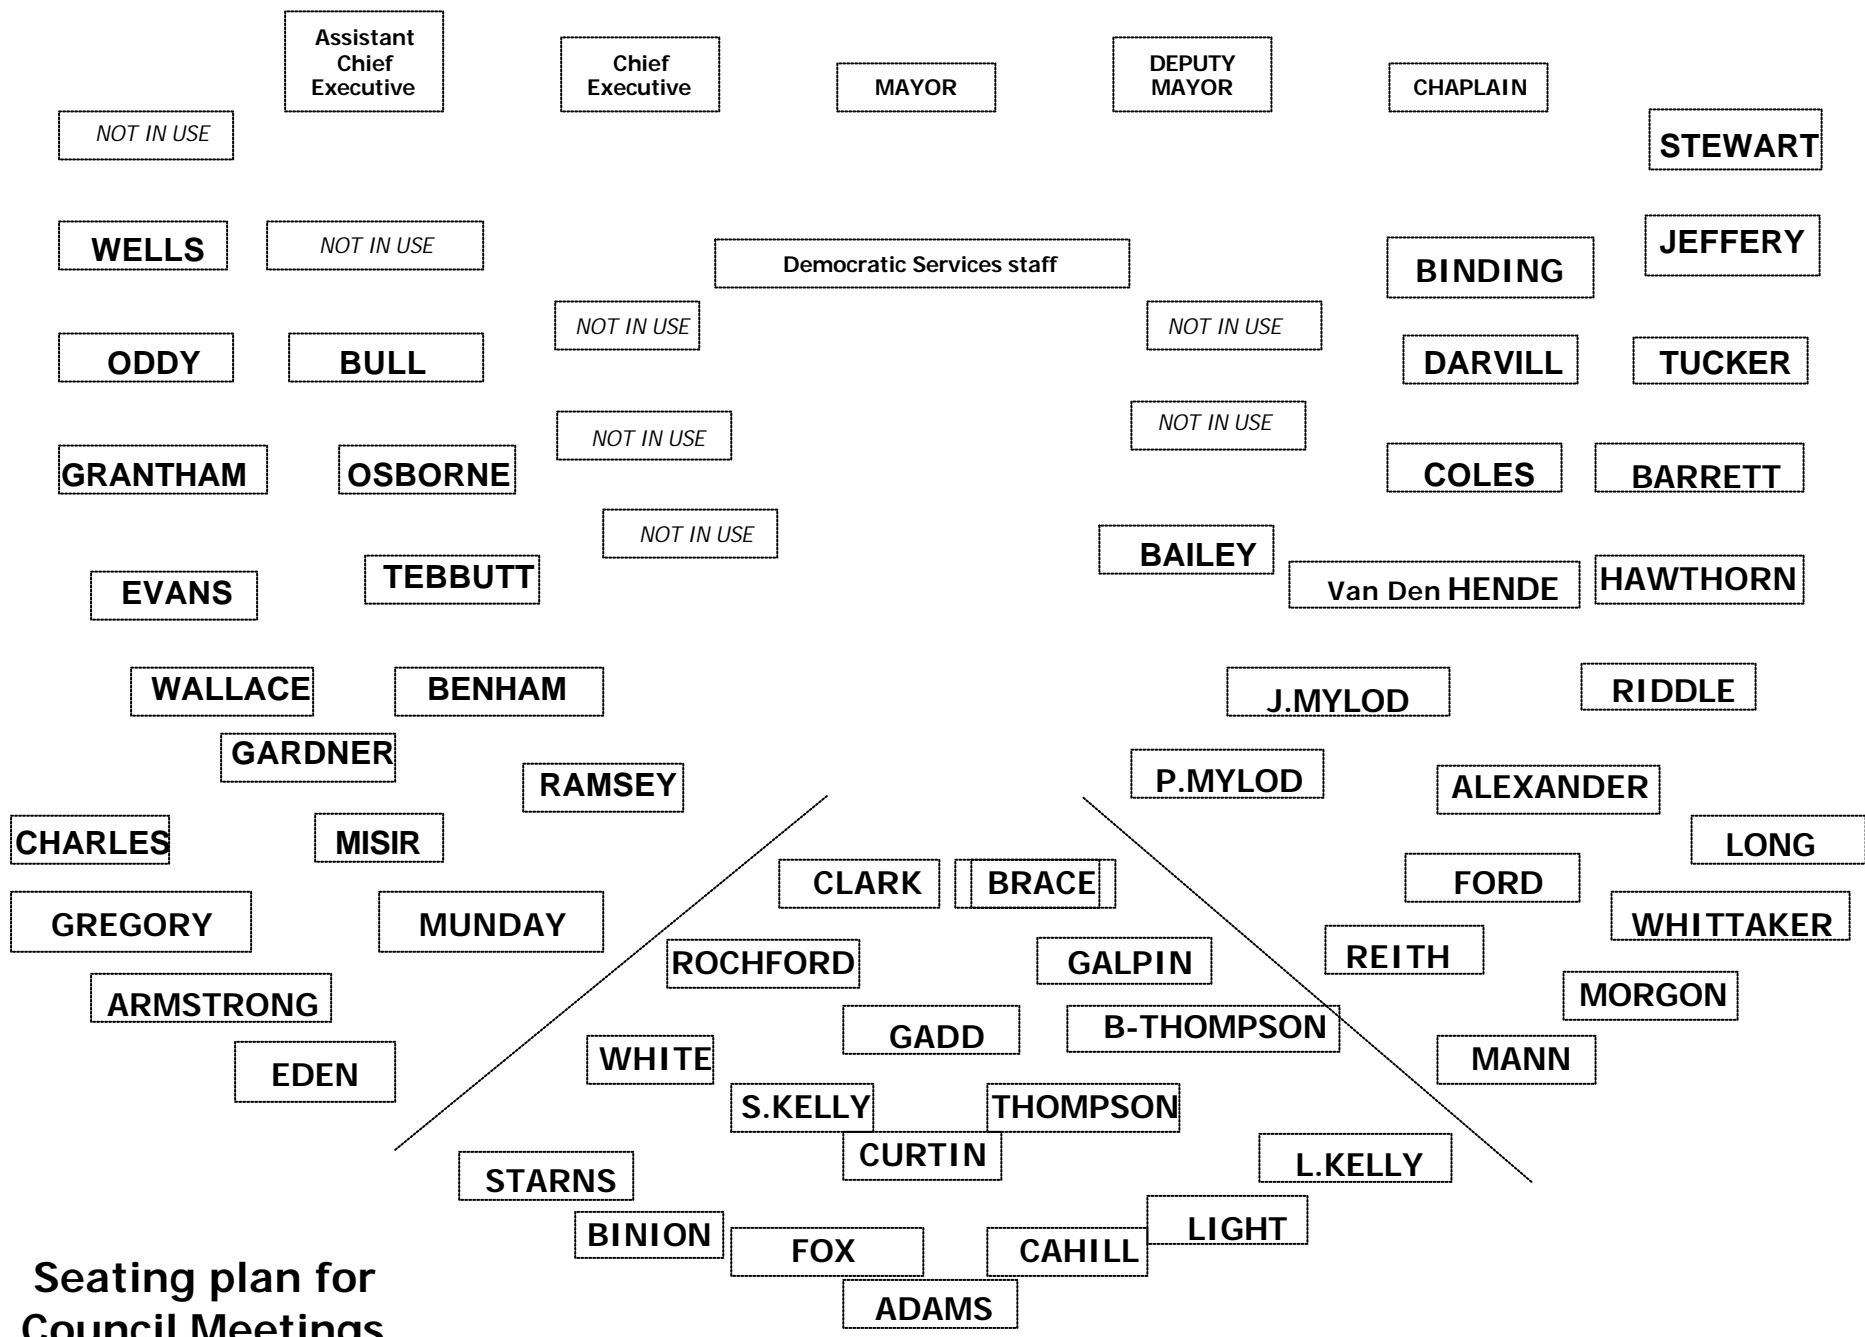 Assistant
Chief
Executive
Chief
Executive
MAYOR
DEPUTY
MAYOR
CHAPLAIN
NOT IN USE
STEWART
WELLS
NOT IN USE
Democratic Services staff
BINDING
JEFFERY
NOT IN USE
NOT IN USE
ODDY
BULL
DARVILL
TUCKER
NOT IN USE
NOT IN USE
GRANTHAM
OSBORNE
COLES
BARRETT
NOT IN USE
BAILEY
EVANS
TEBBUTT
Van Den HENDE
HAWTHORN
WALLACE
BENHAM
J.MYLOD
RIDDLE
GARDNER
RAMSEY
P.MYLOD
ALEXANDER
CHARLES
MISIR
LONG
CLARK
BRACE
FORD
GREGORY
MUNDAY
WHITTAKER
ROCHFORD
GALPIN
REITH
ARMSTRONG
MORGON
GADD
B-THOMPSON
EDEN
WHITE
MANN
S.KELLY
THOMPSON
CURTIN
L.KELLY
STARNS
BINION
LIGHT
FOX
CAHILL
ADAMS
Seating plan for
Council Meetings